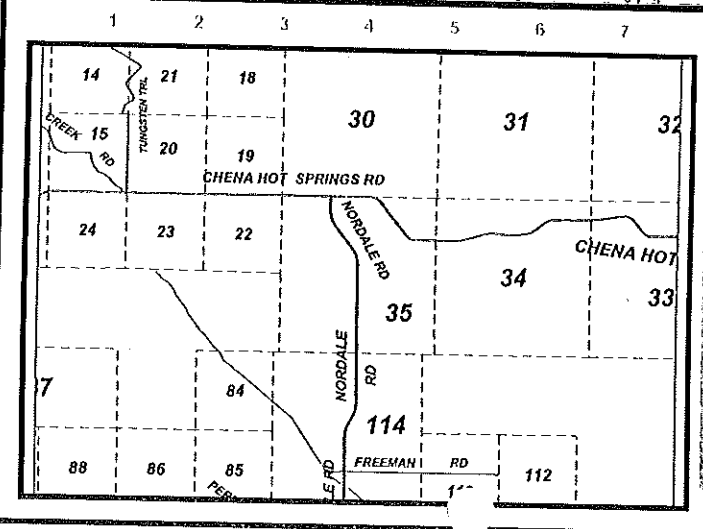 1 2 3 4 5 6 7
14 21 18
30 31 32
TUNGSTEN TRL
CREEK RD
15 20 19
CHENA HOT SPRINGS RD
24 23 22
NORDALE RD
CHENA HOT
34
33
35
NORDALE RD
84
114
FREEMAN RD
88 86 85
112
E RD